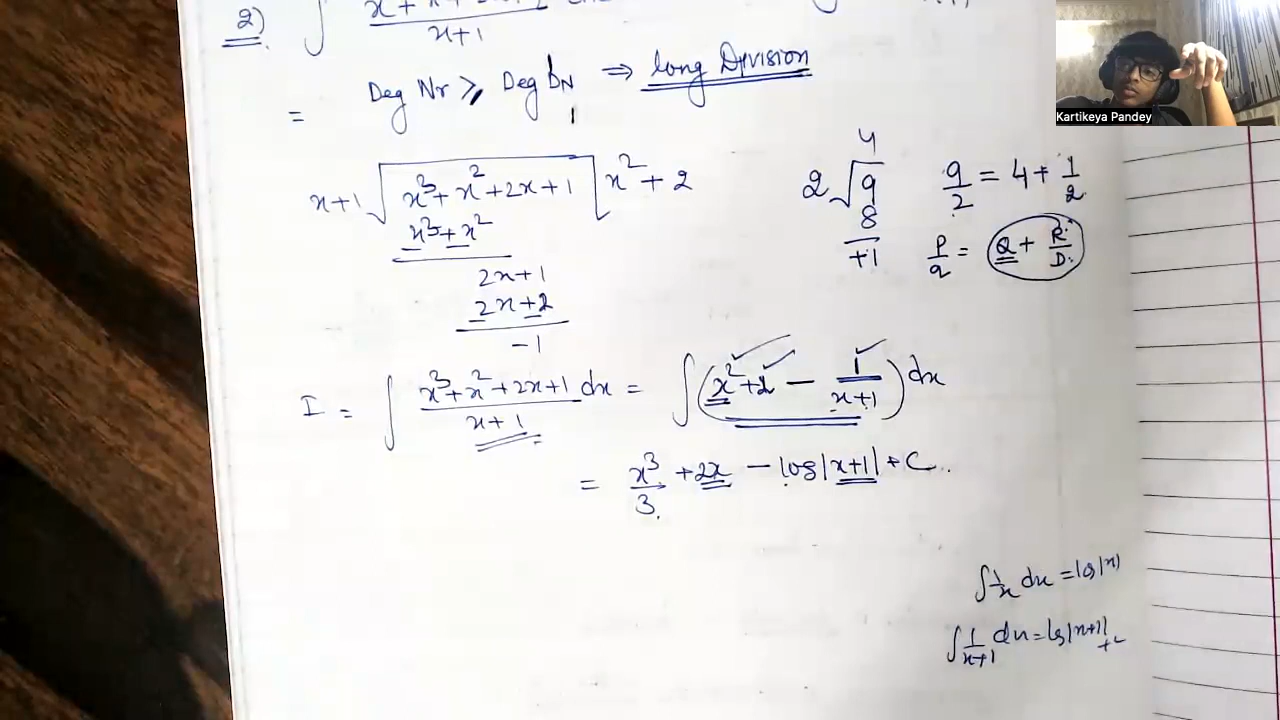 2) ∫ x+1
Deg Nr ≥ Deg DN ⇒ long Division
=
x+1 √ x³+x²+2x+1 | x²+2
x³+x²
2x+1
2x+2
-1
4
2 √ 9
8
+1
9/2 = 4+1/2
P/q = Q + R/D
I = ∫ x³+x²+2x+1 / x+1 dx = ∫ (x²+2 - 1/x+1) dx
= x³/3 + 2x - log|x+1| + C
∫ 1/x dx = log|x|
∫ 1/x+1 dx = log|x+1| + c
Kartikeya Pandey